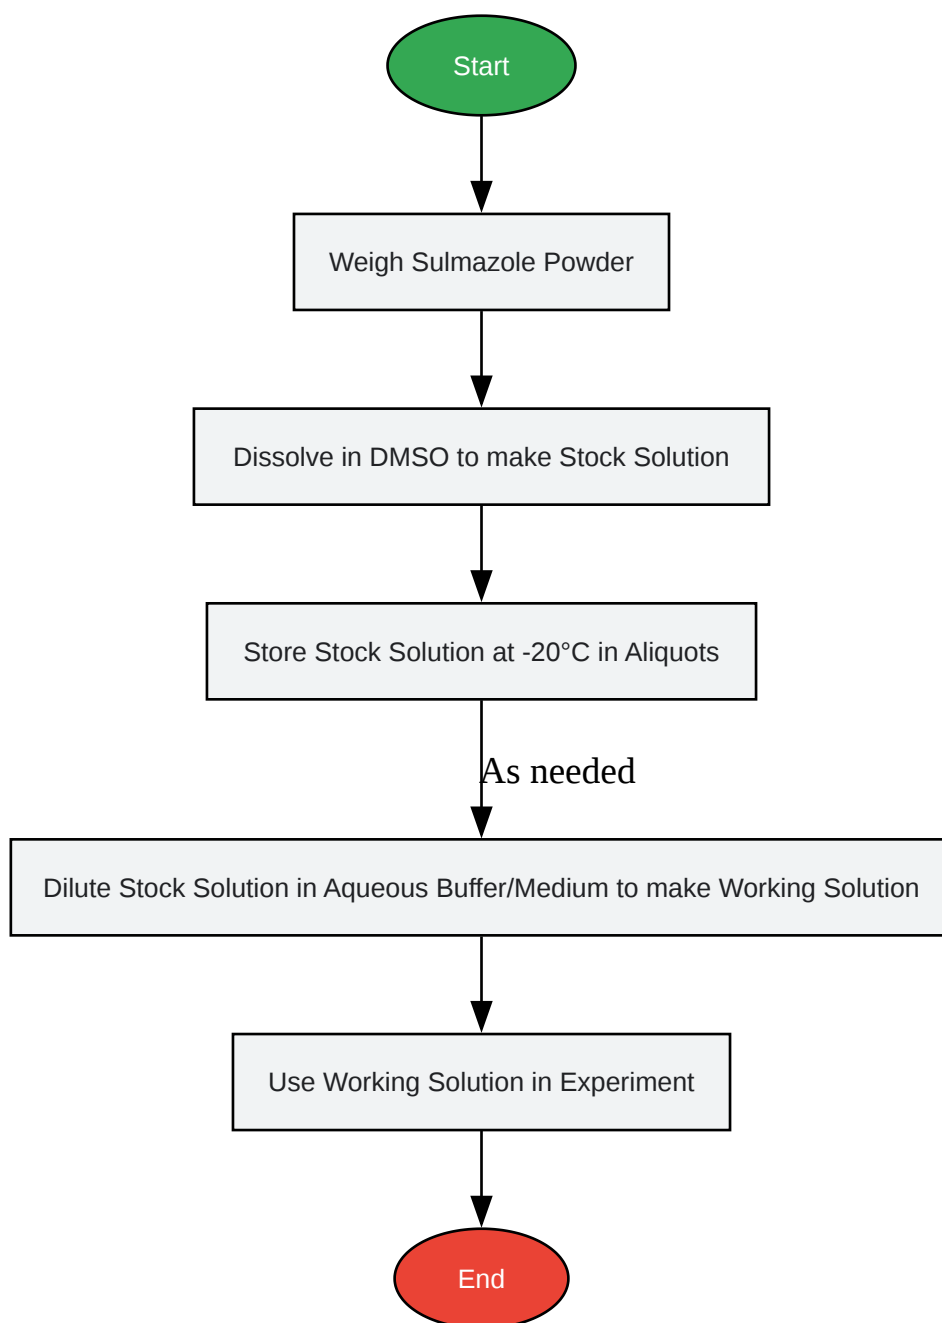 Start
Weigh Sulmazole Powder
Dissolve in DMSO to make Stock Solution
Store Stock Solution at -20°C in Aliquots
As needed
Dilute Stock Solution in Aqueous Buffer/Medium to make Working Solution
Use Working Solution in Experiment
End